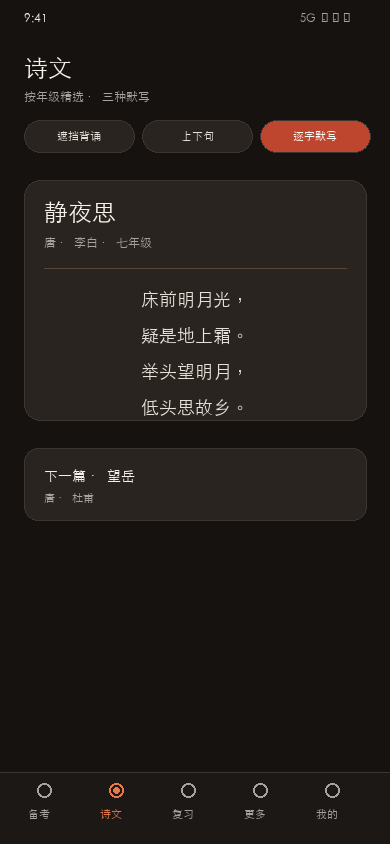 9:41 5G
诗文
按年级精选 · 三种默写
遮挡背诵 上下句 逐字默写
静夜思
唐 · 李白 · 七年级
床前明月光，
疑是地上霜。
举头望明月，
低头思故乡。
下一篇 · 望岳
唐 · 杜甫
备考 诗文 复习 更多 我的